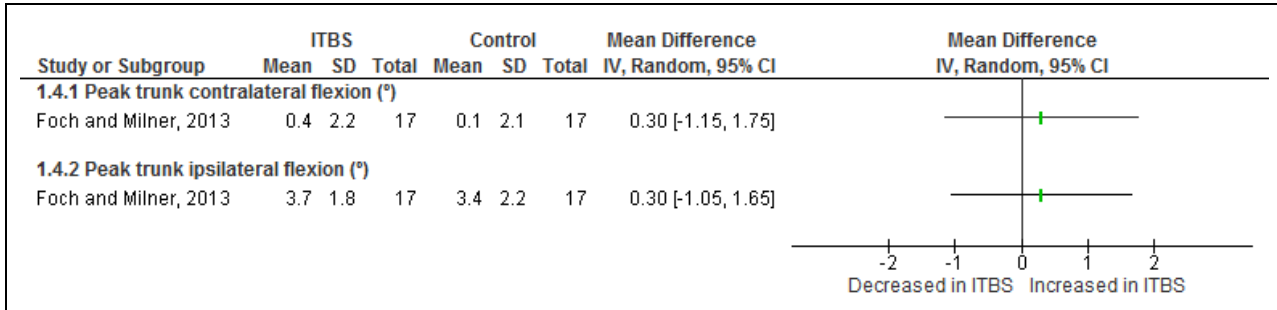 ITBS Control Mean Difference Mean Difference
Study or Subgroup Mean SD Total Mean SD Total IV, Random, 95% CI IV, Random, 95% CI
1.4.1 Peak trunk contralateral flexion (º)
Foch and Milner, 2013 0.4 2.2 17 0.1 2.1 17 0.30 [-1.15, 1.75]
1.4.2 Peak trunk ipsilateral flexion (º)
Foch and Milner, 2013 3.7 1.8 17 3.4 2.2 17 0.30 [-1.05, 1.65]
-2 -1 0 1 2
Decreased in ITBS Increased in ITBS